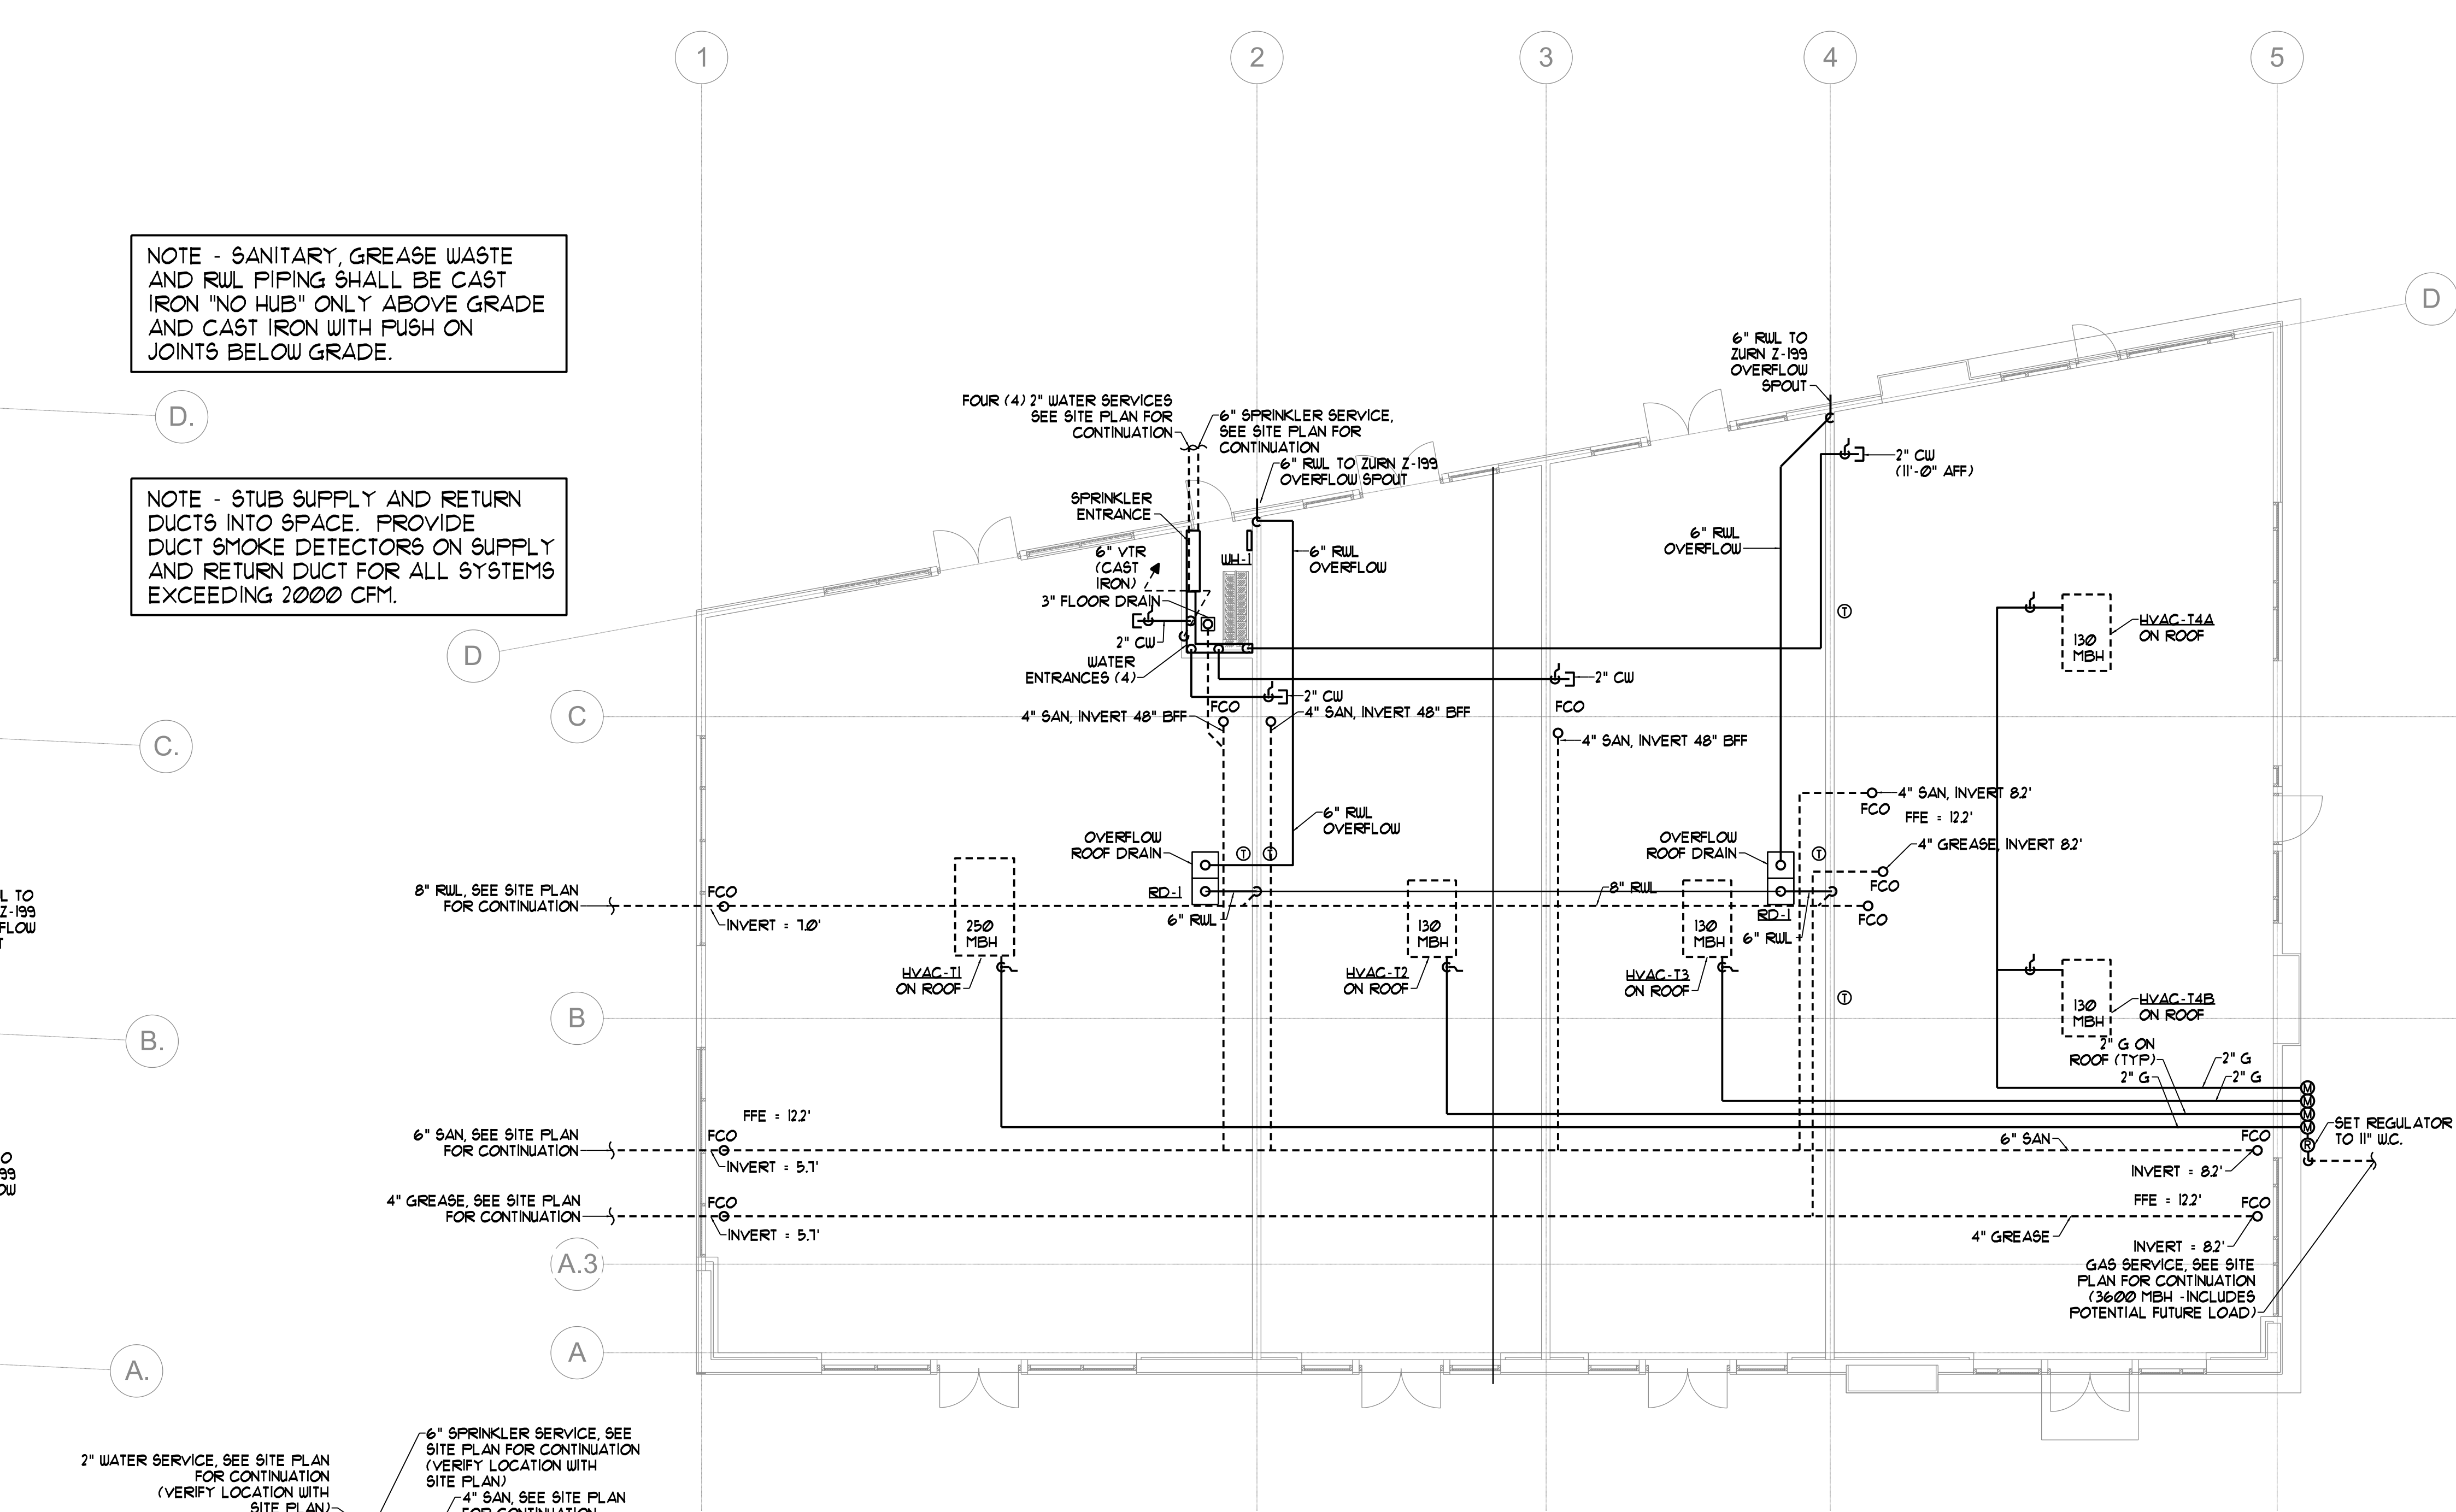 1
2
3
4
5
NOTE - SANITARY, GREASE WASTE
AND RWL PIPING SHALL BE CAST
IRON "NO HUB" ONLY ABOVE GRADE
AND CAST IRON WITH PUSH ON
JOINTS BELOW GRADE.
D
D.
NOTE - STUB SUPPLY AND RETURN
DUCTS INTO SPACE. PROVIDE
DUCT SMOKE DETECTORS ON SUPPLY
AND RETURN DUCT FOR ALL SYSTEMS
EXCEEDING 2000 CFM.
6" RWL TO
ZURN Z-199
OVERFLOW
SPOUT
FOUR (4) 2" WATER SERVICES
SEE SITE PLAN FOR
CONTINUATION
6" SPRINKLER SERVICE,
SEE SITE PLAN FOR
CONTINUATION
6" RWL TO ZURN Z-199
OVERFLOW SPOUT
2" CW
(11'-0" AFF)
SPRINKLER
ENTRANCE
6" RWL
OVERFLOW
6" RWL
OVERFLOW
6" VTR
(CAST
IRON)
WH-1
3" FLOOR DRAIN
2" CW
WATER
ENTRANCES (4)
T
130
MBH
HVAC-T4A
ON ROOF
D
C
C.
2" CW
2" CW
FCO
FCO
4" SAN, INVERT 48" BFF
4" SAN, INVERT 48" BFF
4" SAN, INVERT 48" BFF
4" SAN, INVERT 8.2'
FCO
FFE = 12.2'
6" RWL
OVERFLOW
OVERFLOW
ROOF DRAIN
T
T
OVERFLOW
ROOF DRAIN
T
4" GREASE, INVERT 8.2'
FCO
L TO
Z-199
FLOW
T
8" RWL, SEE SITE PLAN
FOR CONTINUATION
FCO
INVERT = 7.0'
RD-1
6" RWL
8" RWL
RD-1
6" RWL
FCO
250
MBH
HVAC-T1
ON ROOF
130
MBH
HVAC-T2
ON ROOF
130
MBH
HVAC-T3
ON ROOF
T
130
MBH
HVAC-T4B
ON ROOF
B
B.
2" G ON
ROOF (TYP)
2" G
2" G
2" G
M
M
M
M
R
SET REGULATOR
TO 11" W.C.
FFE = 12.2'
6" SAN, SEE SITE PLAN
FOR CONTINUATION
FCO
INVERT = 5.7'
6" SAN
FCO
INVERT = 8.2'
O
99
OW
4" GREASE, SEE SITE PLAN
FOR CONTINUATION
FCO
INVERT = 5.7'
FFE = 12.2'
FCO
4" GREASE
INVERT = 8.2'
GAS SERVICE, SEE SITE
PLAN FOR CONTINUATION
(3600 MBH -INCLUDES
POTENTIAL FUTURE LOAD)
A.3
A
A.
6" SPRINKLER SERVICE, SEE
SITE PLAN FOR CONTINUATION
(VERIFY LOCATION WITH
SITE PLAN)
2" WATER SERVICE, SEE SITE PLAN
FOR CONTINUATION
(VERIFY LOCATION WITH
SITE PLAN)
4" SAN, SEE SITE PLAN
FOR CONTINUATION